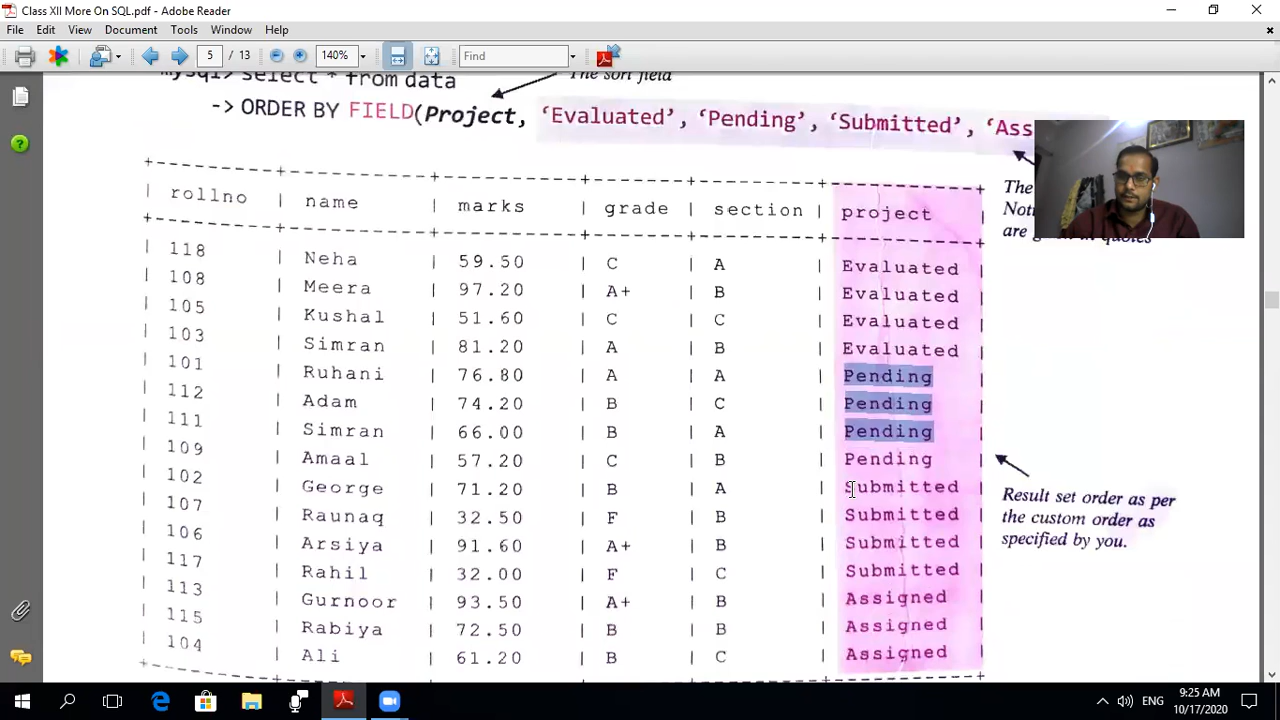 Class XII More On SQL.pdf - Adobe Reader
File Edit View Document Tools Window Help
5 / 13 140% Find
mysql> select * from data The sort field
-> ORDER BY FIELD(Project, ‘Evaluated’, ‘Pending’, ‘Submitted’, ‘Ass
The
are given in quotes
rollno | name | marks | grade | section | project |
118 | Neha | 59.50 | C | A | Evaluated |
108 | Meera | 97.20 | A+ | B | Evaluated |
105 | Kushal | 51.60 | C | C | Evaluated |
103 | Simran | 81.20 | A | B | Evaluated |
101 | Ruhani | 76.80 | A | A | Pending |
112 | Adam | 74.20 | B | C | Pending |
111 | Simran | 66.00 | B | A | Pending |
109 | Amaal | 57.20 | C | B | Pending |
102 | George | 71.20 | B | A | Submitted |
107 | Raunaq | 32.50 | F | B | Submitted |
106 | Arsiya | 91.60 | A+ | B | Submitted |
117 | Rahil | 32.00 | F | C | Submitted |
113 | Gurnoor | 93.50 | A+ | B | Assigned |
115 | Rabiya | 72.50 | B | B | Assigned |
104 | Ali | 61.20 | B | C | Assigned |
Result set order as per
the custom order as
specified by you.
ENG
9:25 AM
10/17/2020